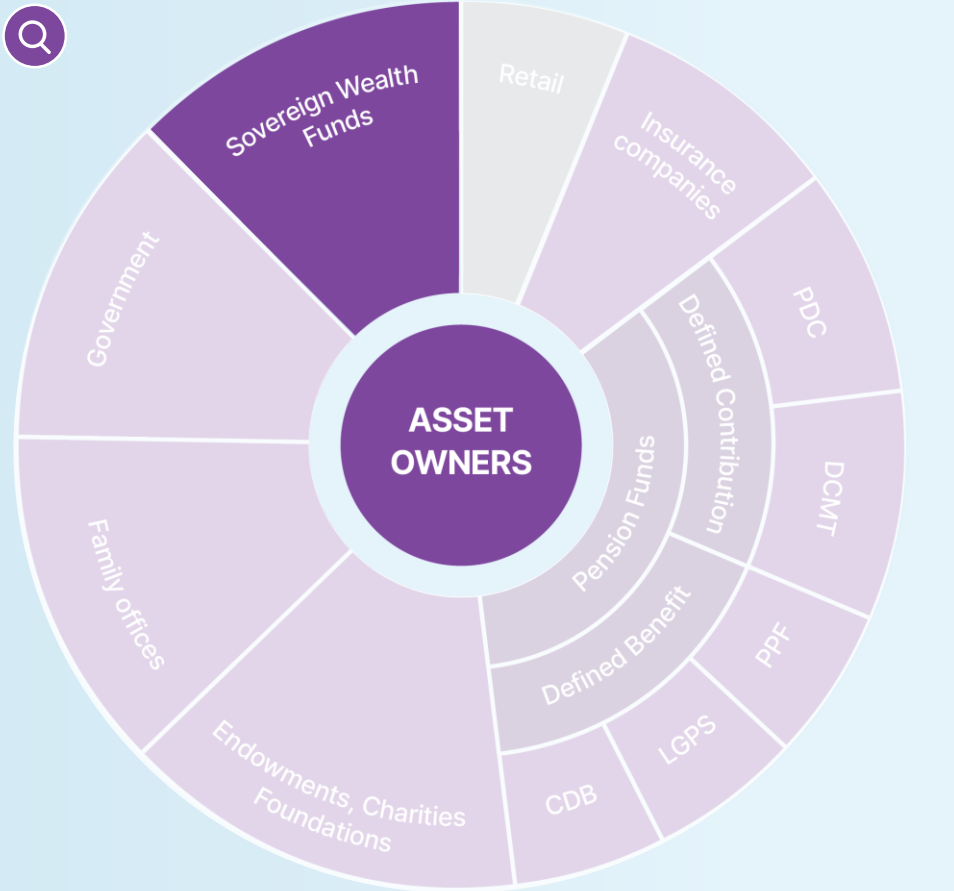 Sovereign Wealth
Funds
Retail
Insurance
companies
PDC
Defined Contribution
DCMT
Pension Funds
Defined Benefit
PPF
LGPS
CDB
Endowments, Charities
Foundations
Family offices
Government
ASSET
OWNERS